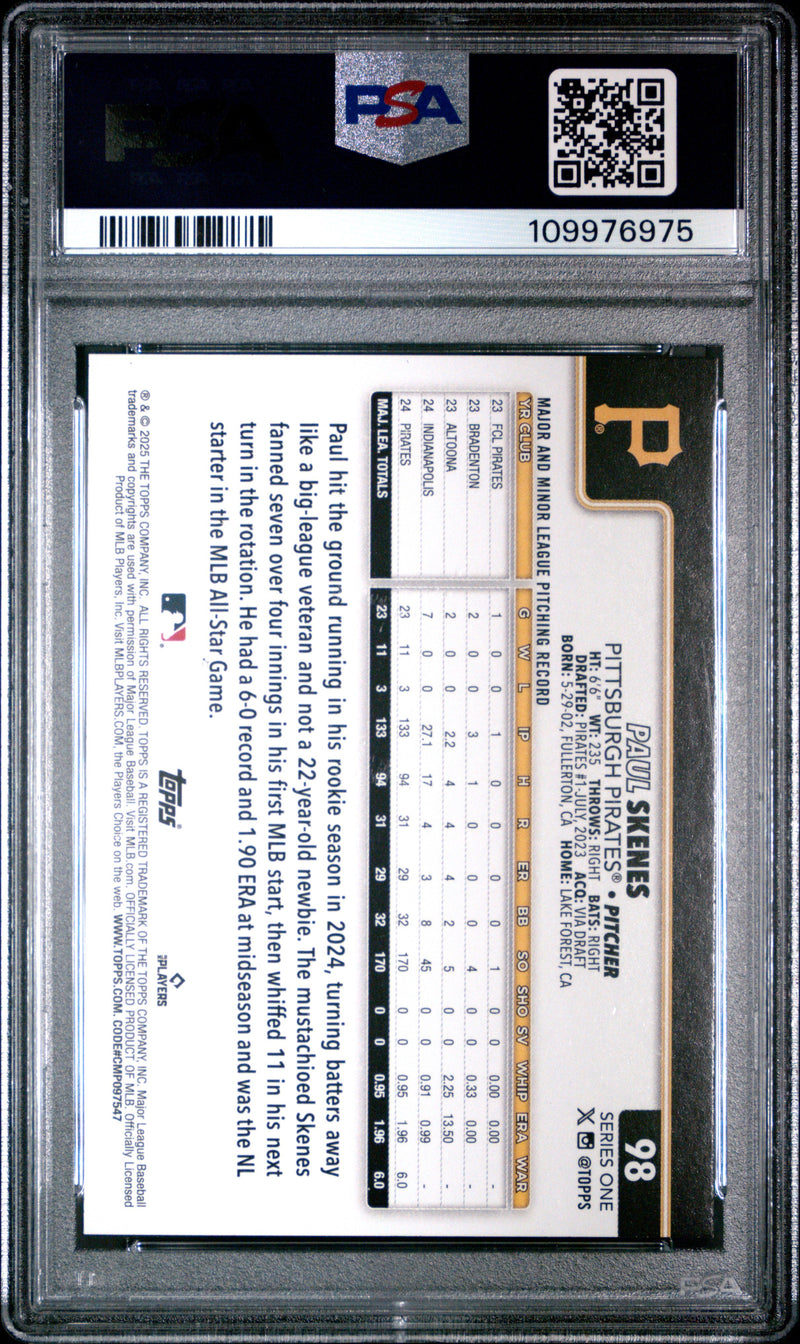 PSA
PSA
109976975
98
SERIES ONE
@TOPPS
P®
PAUL SKENES
PITTSBURGH PIRATES® • PITCHER
HT: 6'6" WT: 235 THROWS: RIGHT BATS: RIGHT
DRAFTED: PIRATES #1-JULY, 2023 ACQ: VIA DRAFT
BORN: 5-29-02, FULLERTON, CA HOME: LAKE FOREST, CA
MAJOR AND MINOR LEAGUE PITCHING RECORD
YR CLUB G W L IP H R ER BB SO SHO SV WHIP ERA WAR
23 FCL PIRATES 1 0 0 1 0 0 0 0 1 0 0 0.00 0.00 -
23 BRADENTON 2 0 0 3 1 0 0 0 4 0 0 0.33 0.00 -
23 ALTOONA 2 0 0 2.2 4 4 4 2 5 0 0 2.25 13.50 -
24 INDIANAPOLIS 7 0 0 27.1 17 4 3 8 45 0 0 0.91 0.99 -
24 PIRATES 23 11 3 133 94 31 29 32 170 0 0 0.95 1.96 6.0
MAJ. LEA. TOTALS 23 11 3 133 94 31 29 32 170 0 0 0.95 1.96 6.0
Paul hit the ground running in his rookie season in 2024, turning batters away
like a big-league veteran and not a 22-year-old newbie. The mustachioed Skenes
fanned seven over four innings in his first MLB start, then whiffed 11 in his next
turn in the rotation. He had a 6-0 record and 1.90 ERA at midseason and was the NL
starter in the MLB All-Star Game.
topps®
PLAYERS
® & © 2025 THE TOPPS COMPANY, INC. ALL RIGHTS RESERVED. TOPPS IS A REGISTERED TRADEMARK OF THE TOPPS COMPANY, INC. Major League Baseball
trademarks and copyrights are used with permission of Major League Baseball. Visit MLB.com. OFFICIALLY LICENSED PRODUCT OF MLB. Officially Licensed
Product of MLB Players, Inc. Visit MLBPLAYERS.COM, the Players Choice on the web. WWW.TOPPS.COM. CODE#CMP097547
PSA